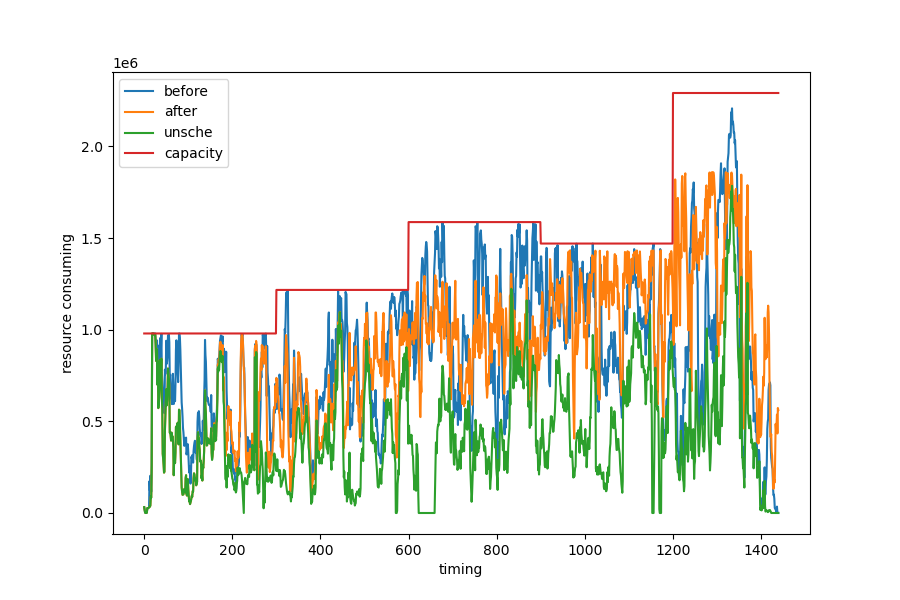 1e6
before
after
unsche
capacity
2.0
1.5
1.0
0.5
0.0
resource consuming
0 200 400 600 800 1000 1200 1400
timing